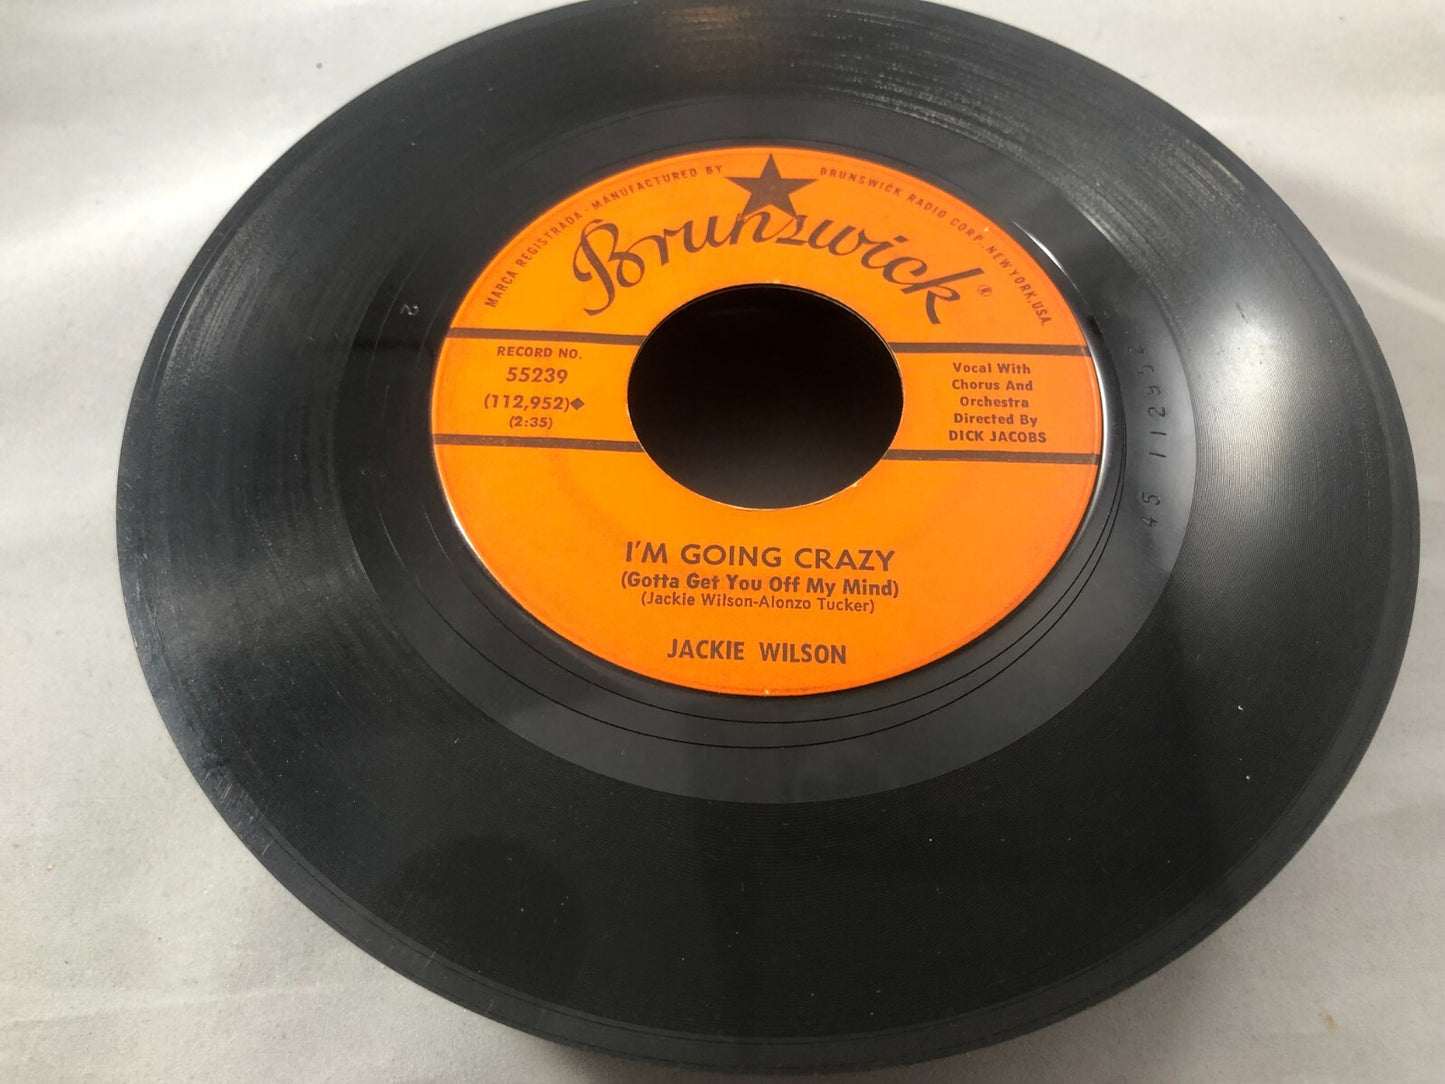 MARCA REGISTRADA · MANUFACTURED BY BRUNSWICK RADIO CORP., NEW YORK, U.S.A.
Brunswick ®
RECORD NO.
55239
(112,952)◆
(2:35)
Vocal With
Chorus And
Orchestra
Directed By
DICK JACOBS
I'M GOING CRAZY
(Gotta Get You Off My Mind)
(Jackie Wilson-Alonzo Tucker)
JACKIE WILSON
45 112952
2